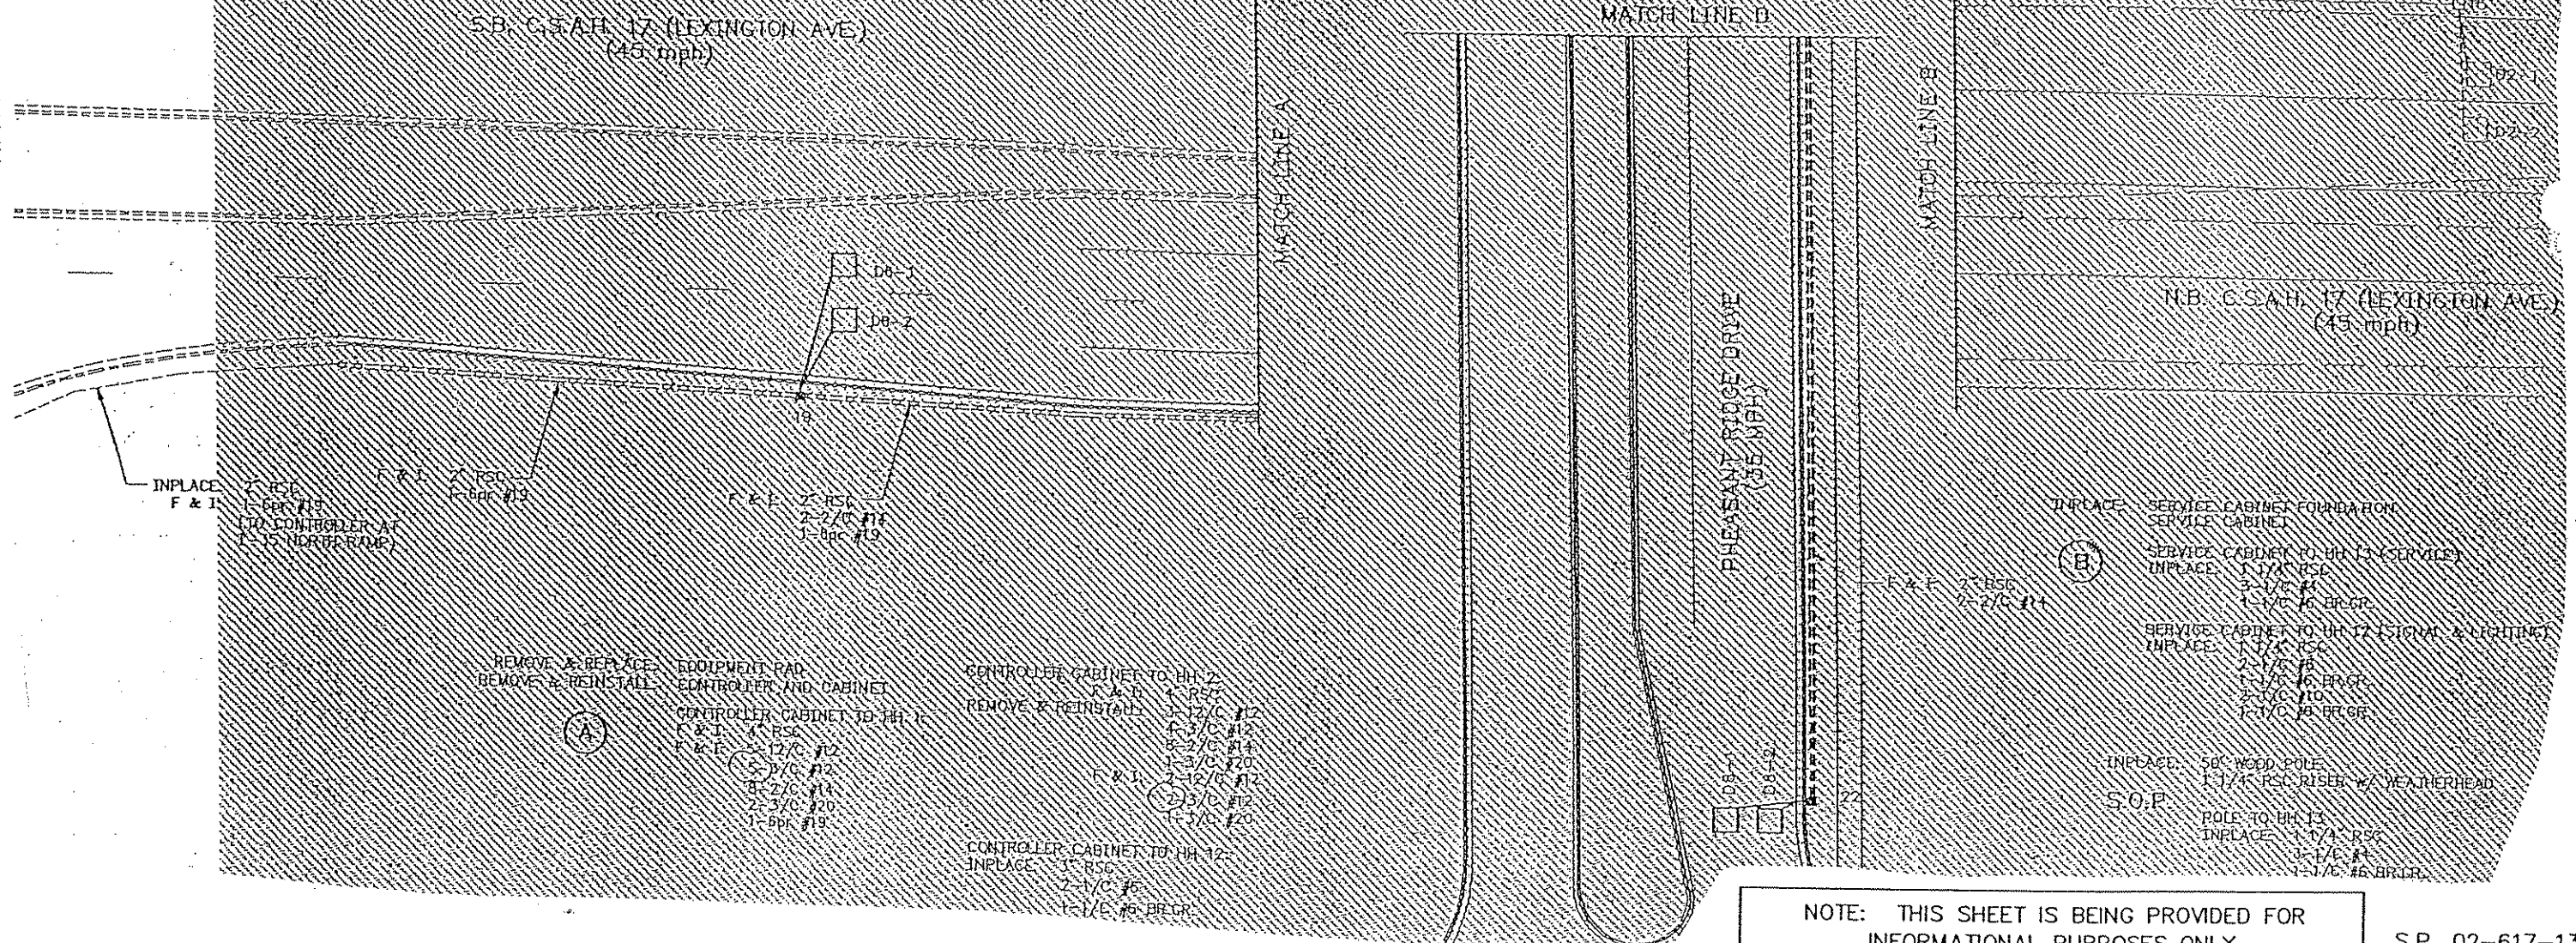 S.B. C.S.A.H. 17 (LEXINGTON AVE.)
(45 mph)
MATCH LINE A
MATCH LINE D
MATCH LINE B
D2-1
D2-2
D6-1
D6-2
19
N.B. C.S.A.H. 17 (LEXINGTON AVE.)
(45 mph)
PHEASANT RIDGE DRIVE
(35 MPH)
INPLACE: 2" RSC
F & I: 1-6pr #19
(TO CONTROLLER AT
I-35 NORTH RAMP)
F & I: 2" RSC
1-6pr #19
F & I: 2" RSC
2-2/C #14
1-6pr #19
F & I: 2" RSC
2-2/C #14
INPLACE: SERVICE CABINET FOUNDATION
SERVICE CABINET
B
SERVICE CABINET TO HH 13 (SERVICE)
INPLACE: 1 1/4" RSC
3-1/C #4
1-1/C #6 BR.GR.
SERVICE CABINET TO HH 12 (SIGNAL & LIGHTING)
INPLACE: 1 1/4" RSC
2-1/C #6
1-1/C #6 BR.GR.
2-1/C #10
REMOVE & REPLACE: EQUIPMENT PAD
REMOVE & REINSTALL: CONTROLLER AND CABINET
A
CONTROLLER CABINET TO HH 1:
F & I: 4" RSC
F & I: 5-12/C #12
3/C #12
8-2/C #14
2-3/C #20
1-6pr #19
CONTROLLER CABINET TO HH 2:
F & I: 4" RSC
REMOVE & REINSTALL: 3-12/C #12
4-3/C #12
8-2/C #14
1-3/C #20
F & I: 2-12/C #12
2-3/C #12
1-3/C #20
CONTROLLER CABINET TO HH 12:
INPLACE: 3" RSC
2-1/C #6
1-1/C #6 BR.GR.
D8-1
D8-2
22
INPLACE: 50' WOOD POLE
1 1/4" RSC RISER W/ WEATHERHEAD
S.O.P.
POLE TO HH 13
INPLACE: 1 1/4" RSC
3-1/C #4
1-1/C #6 BR.GR.
NOTE: THIS SHEET IS BEING PROVIDED FOR
INFORMATIONAL PURPOSES ONLY
S.P. 02-617-17